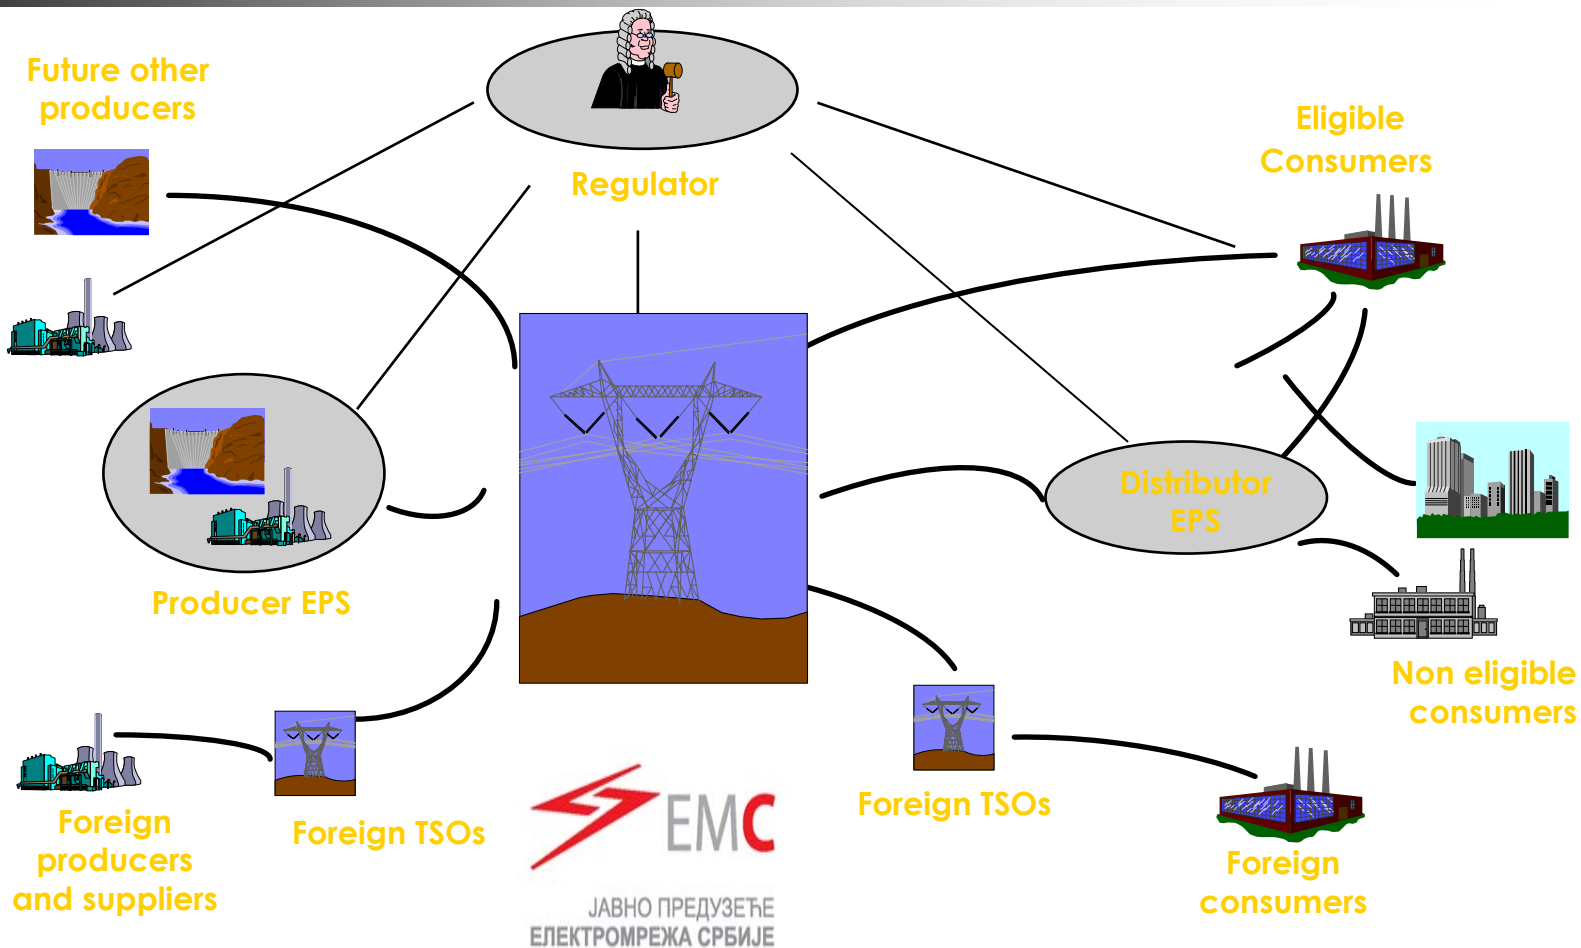 Future other
producers
Regulator
Eligible
Consumers
Distributor
EPS
Producer EPS
Non eligible
consumers
Foreign
producers
and suppliers
Foreign TSOs
EMC
ЈАВНО ПРЕДУЗЕЋЕ
ЕЛЕКТРОМРЕЖА СРБИЈЕ
Foreign TSOs
Foreign
consumers